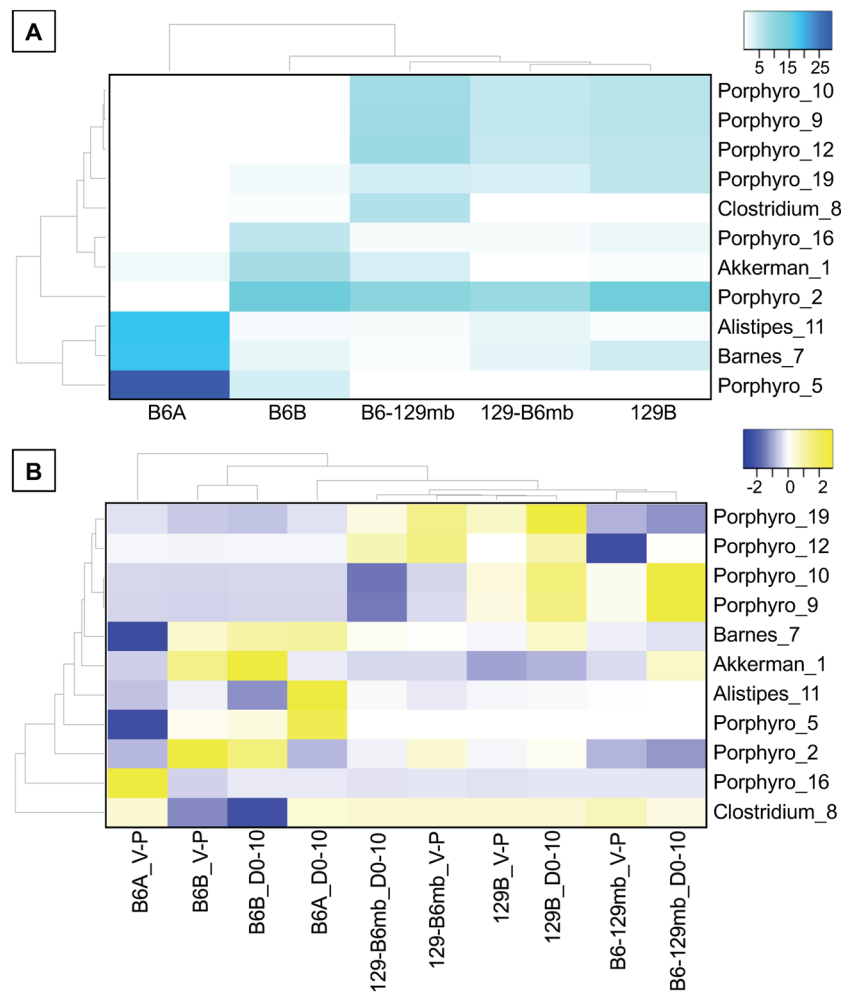 A
5 15 25
Porphyro_10
Porphyro_9
Porphyro_12
Porphyro_19
Clostridium_8
Porphyro_16
Akkerman_1
Porphyro_2
Alistipes_11
Barnes_7
Porphyro_5
B6A B6B B6-129mb 129-B6mb 129B
B
-2 0 2
Porphyro_19
Porphyro_12
Porphyro_10
Porphyro_9
Barnes_7
Akkerman_1
Alistipes_11
Porphyro_5
Porphyro_2
Porphyro_16
Clostridium_8
B6A_V-P
B6B_V-P
B6B_D0-10
B6A_D0-10
129-B6mb_D0-10
129-B6mb_V-P
129B_V-P
129B_D0-10
B6-129mb_V-P
B6-129mb_D0-10